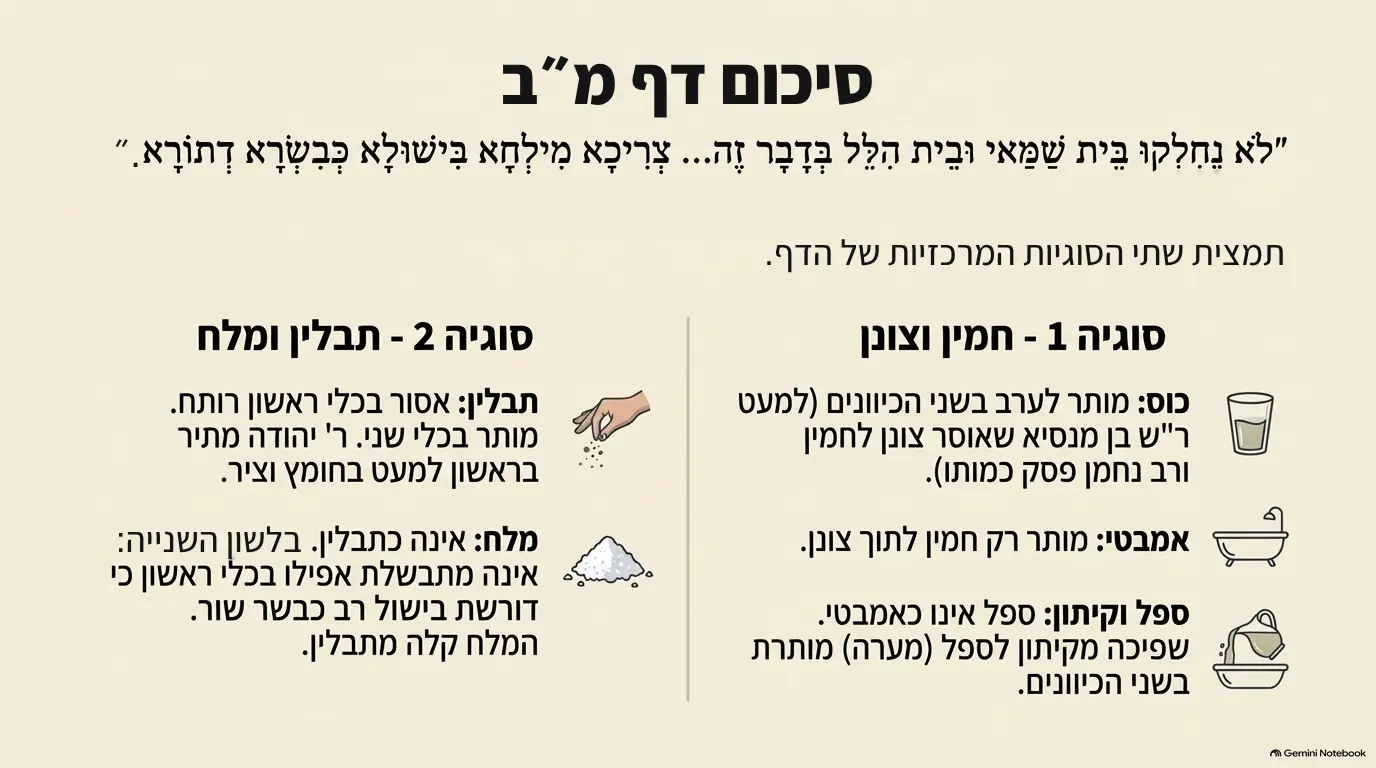 סיכום דף מ״ב
"לֹא נֶחְלְקוּ בֵּית שַׁמַּאי וּבֵית הִלֵּל בְּדָבָר זֶה... צְרִיכָא מִילְחָא בִּישׁוּלָא כְּבִשְׂרָא דְתוֹרָא."
תמצית שתי הסוגיות המרכזיות של הדף.
סוגיה 1 - חמין וצונן
כוס: מותר לערב בשני הכיוונים (למעט
ר"ש בן מנסיא שאוסר צונן לחמין
ורב נחמן פסק כמותו).
אמבטי: מותר רק חמין לתוך צונן.
ספל וקיתון: ספל אינו כאמבטי.
שפיכה מקיתון לספל (מערה) מותרת
בשני הכיוונים.
סוגיה 2 - תבלין ומלח
תבלין: אסור בכלי ראשון רותח.
מותר בכלי שני. ר' יהודה מתיר
בראשון למעט בחומץ וציר.
מלח: אינה כתבלין. בלשון השנייה:
אינה מתבשלת אפילו בכלי ראשון כי
דורשת בישול רב כבשר שור.
המלח קלה מתבלין.
Gemini Notebook